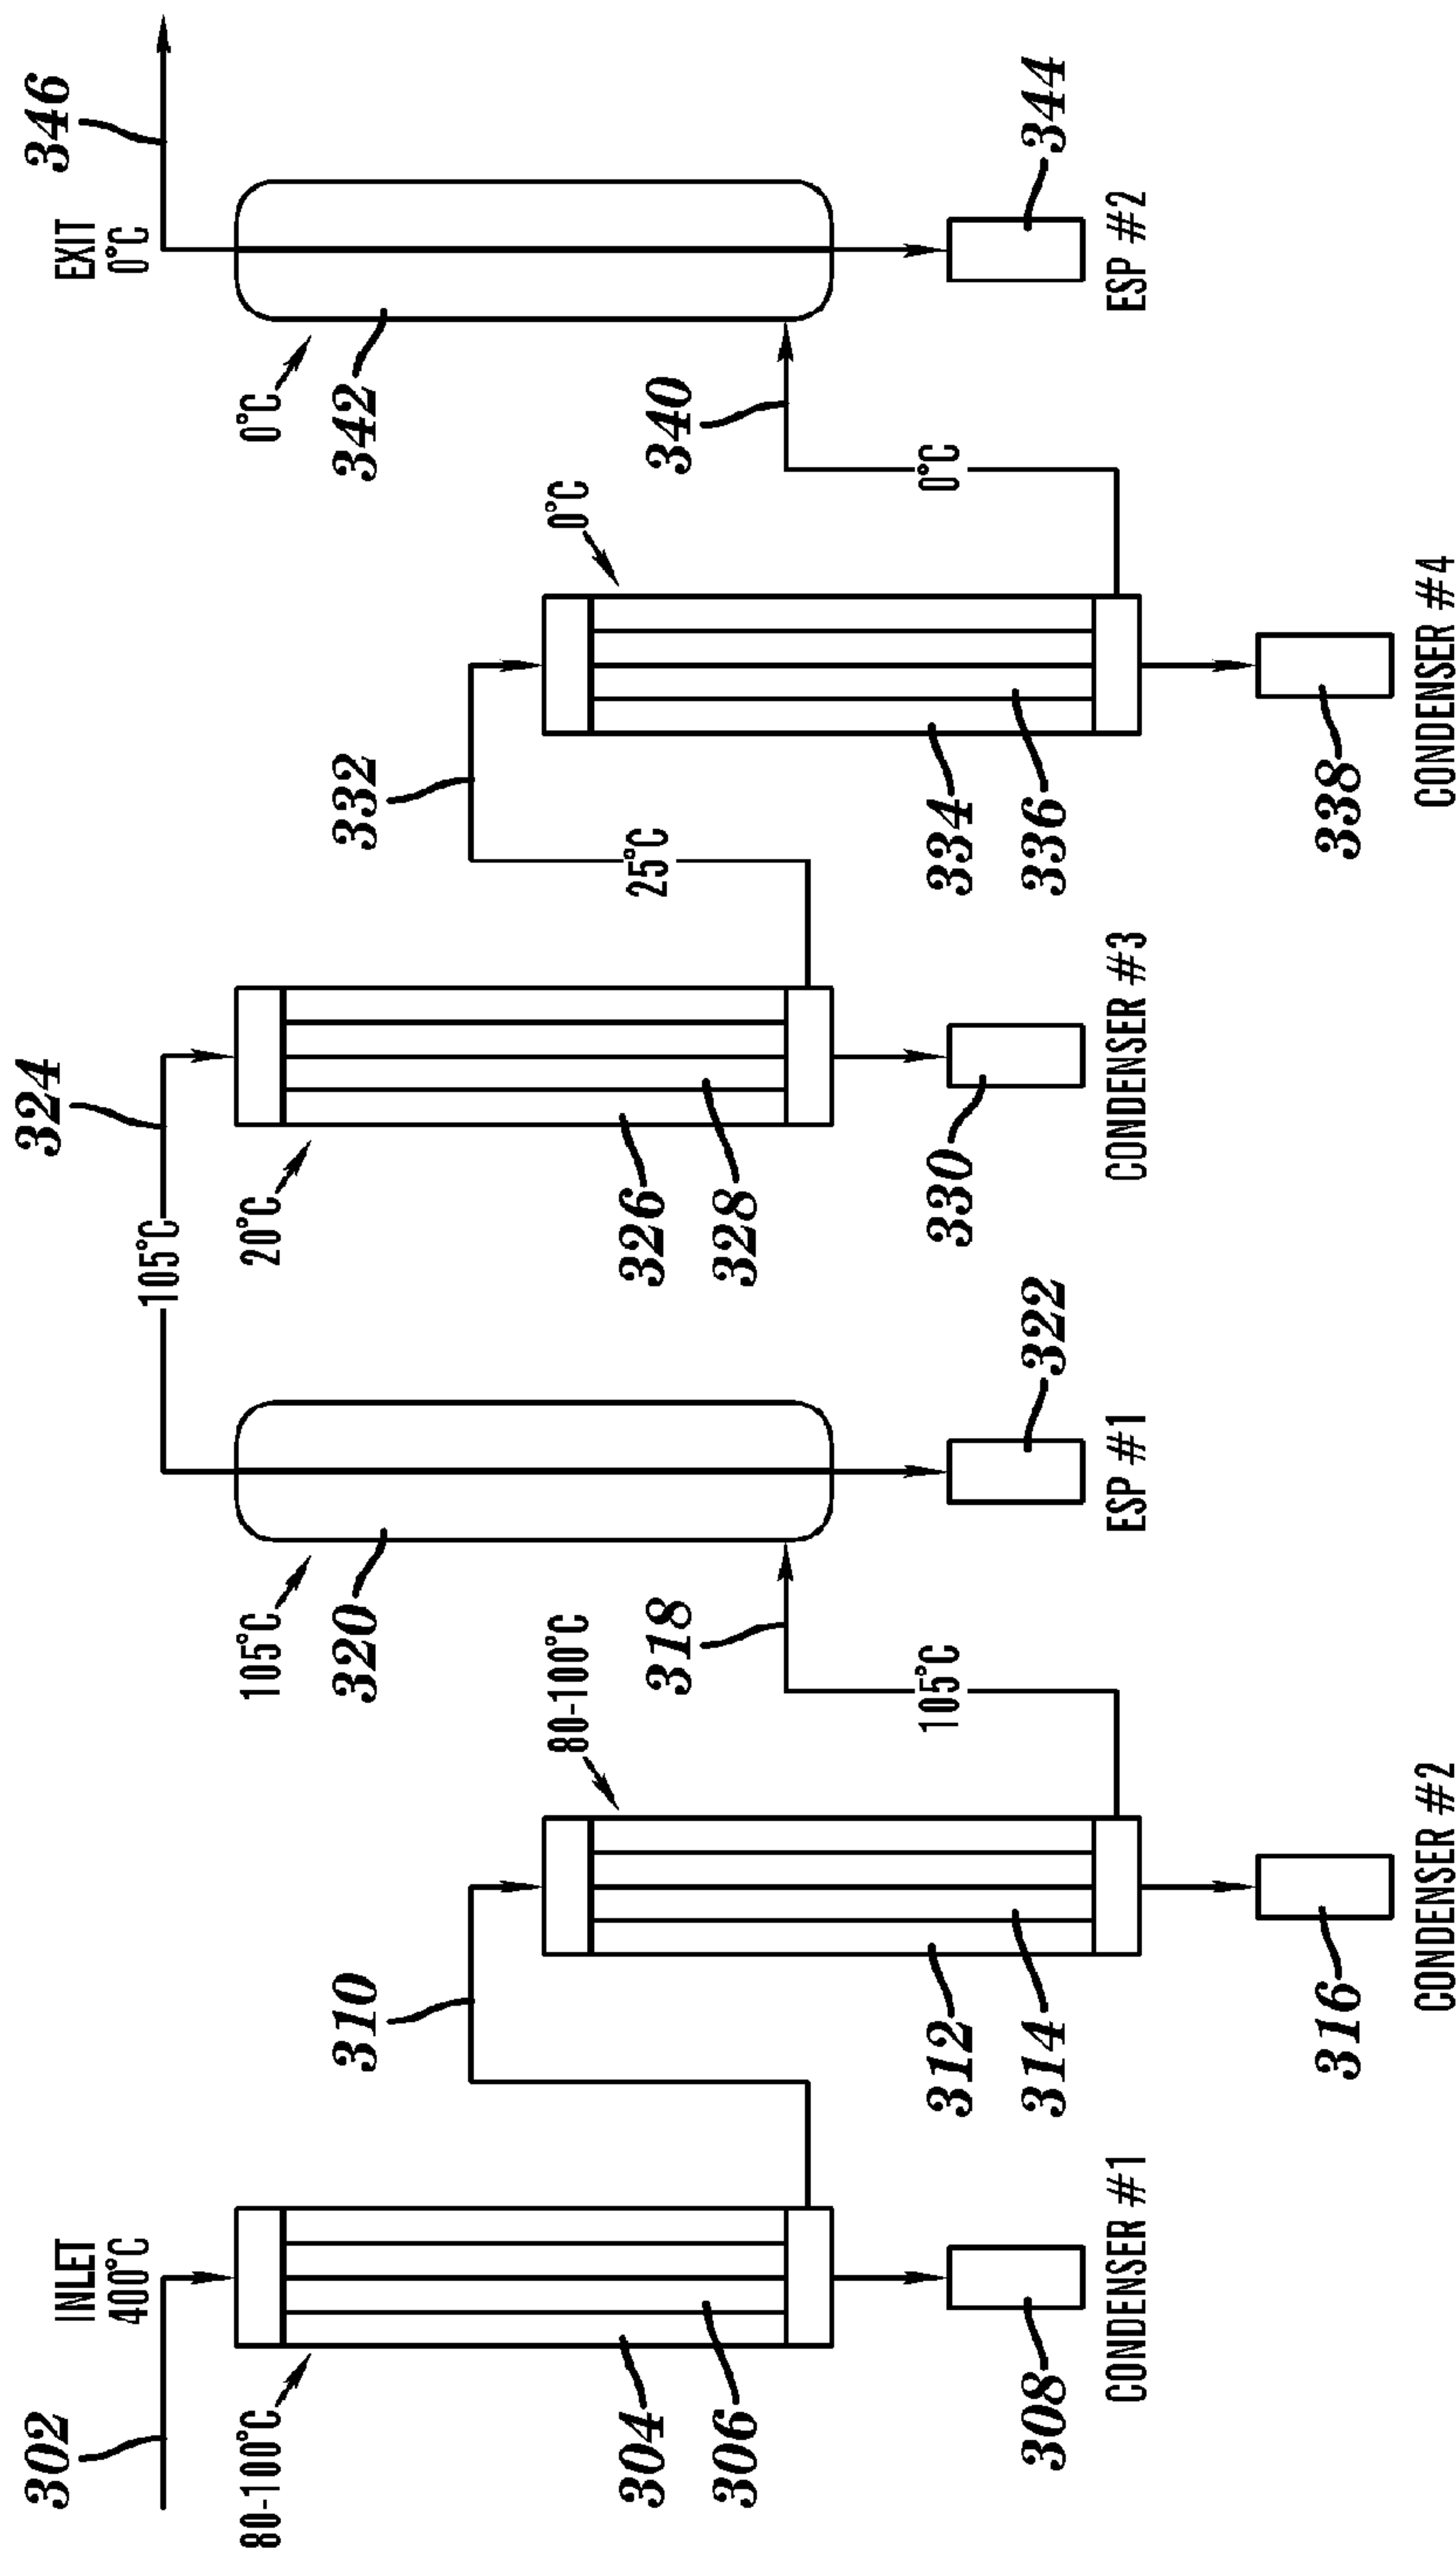 302
INLET
400°C
80-100°C
304
306
308
CONDENSER #1
310
80-100°C
312
314
316
CONDENSER #2
105°C
318
105°C
320
322
ESP #1
105°C
324
20°C
326
328
330
CONDENSER #3
25°C
332
0°C
334
336
338
CONDENSER #4
0°C
340
0°C
342
344
ESP #2
EXIT
0°C
346